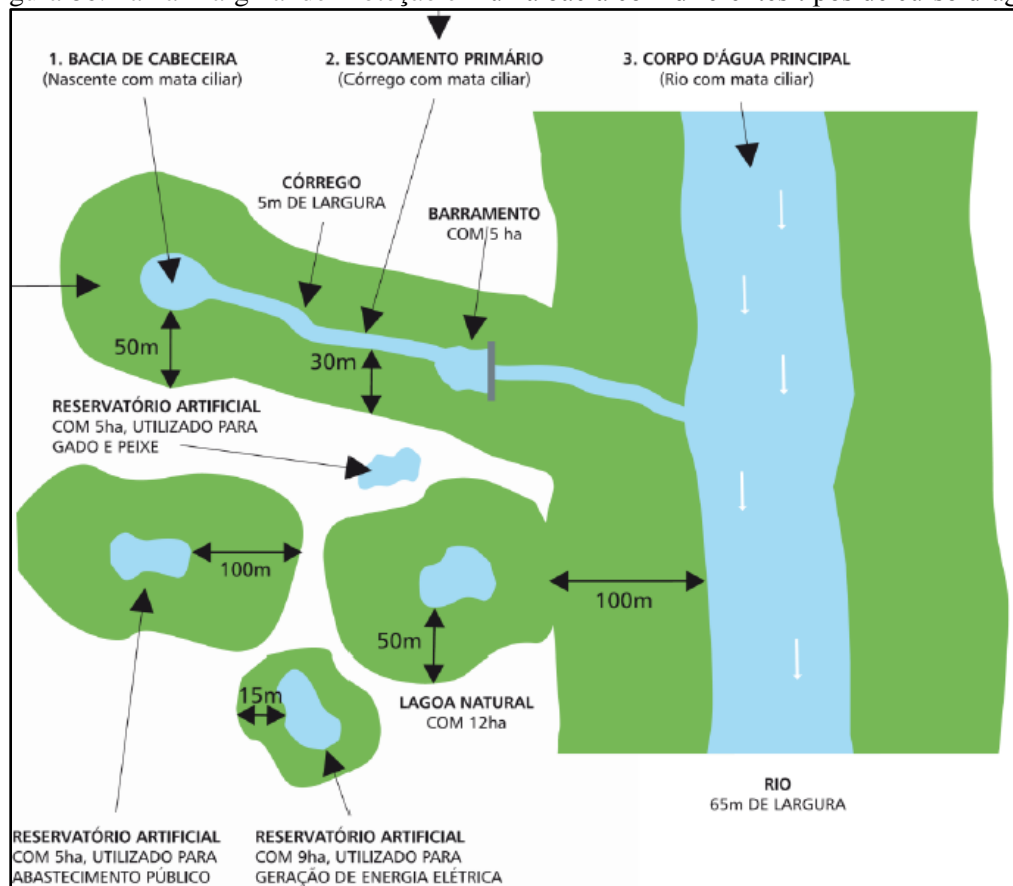 1. BACIA DE CABECEIRA
(Nascente com mata ciliar)
2. ESCOAMENTO PRIMÁRIO
(Córrego com mata ciliar)
3. CORPO D'ÁGUA PRINCIPAL
(Rio com mata ciliar)
CÓRREGO
5m DE LARGURA
BARRAMENTO
COM 5 ha
50m
30m
RESERVATÓRIO ARTIFICIAL
COM 5ha, UTILIZADO PARA
GADO E PEIXE
100m
100m
50m
15m
LAGOA NATURAL
COM 12ha
RIO
65m DE LARGURA
RESERVATÓRIO ARTIFICIAL
COM 5ha, UTILIZADO PARA
ABASTECIMENTO PÚBLICO
RESERVATÓRIO ARTIFICIAL
COM 9ha, UTILIZADO PARA
GERAÇÃO DE ENERGIA ELÉTRICA